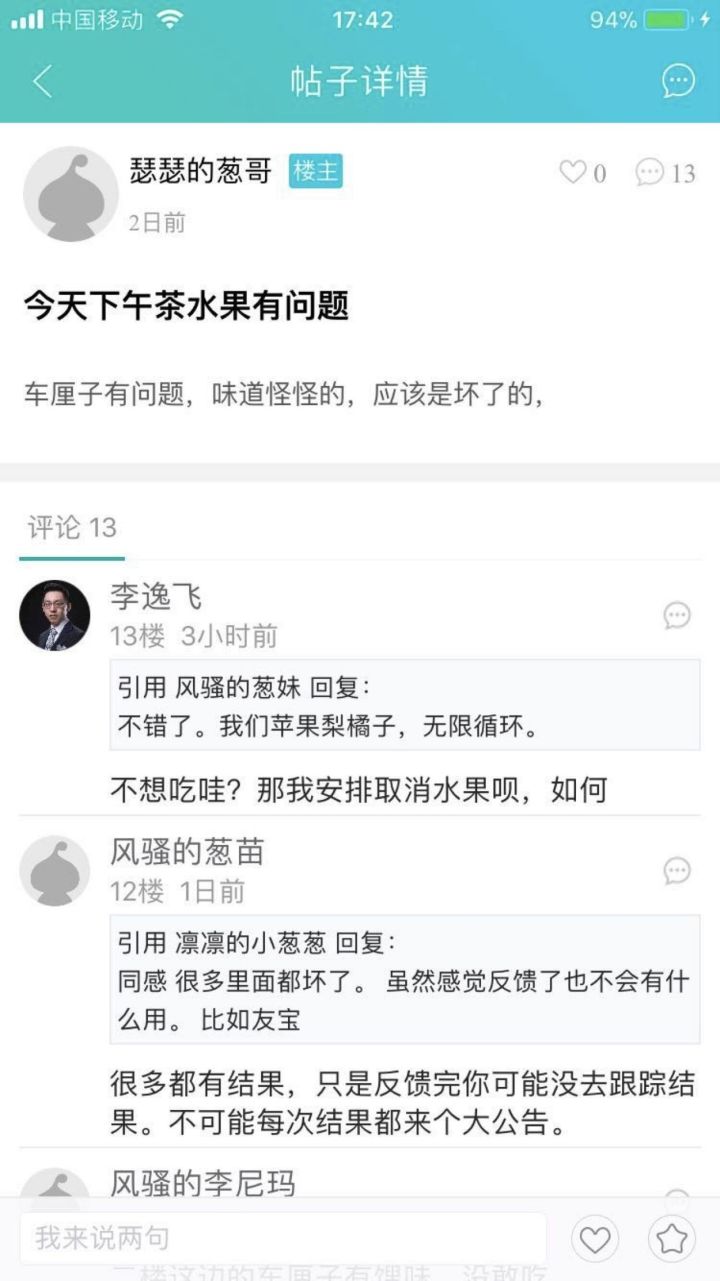 中国移动 17:42 94%
帖子详情
瑟瑟的葱哥 楼主 0 13
2日前
今天下午茶水果有问题
车厘子有问题，味道怪怪的，应该是坏了的，
评论 13
李逸飞
13楼 3小时前
引用 风骚的葱妹 回复：
不错了。我们苹果梨橘子，无限循环。
不想吃哇？那我安排取消水果呗，如何
风骚的葱苗
12楼 1日前
引用 凛凛的小葱葱 回复：
同感 很多里面都坏了。 虽然感觉反馈了也不会有什
么用。 比如友宝
很多都有结果，只是反馈完你可能没去跟踪结
果。不可能每次结果都来个大公告。
风骚的李尼玛
我来说两句